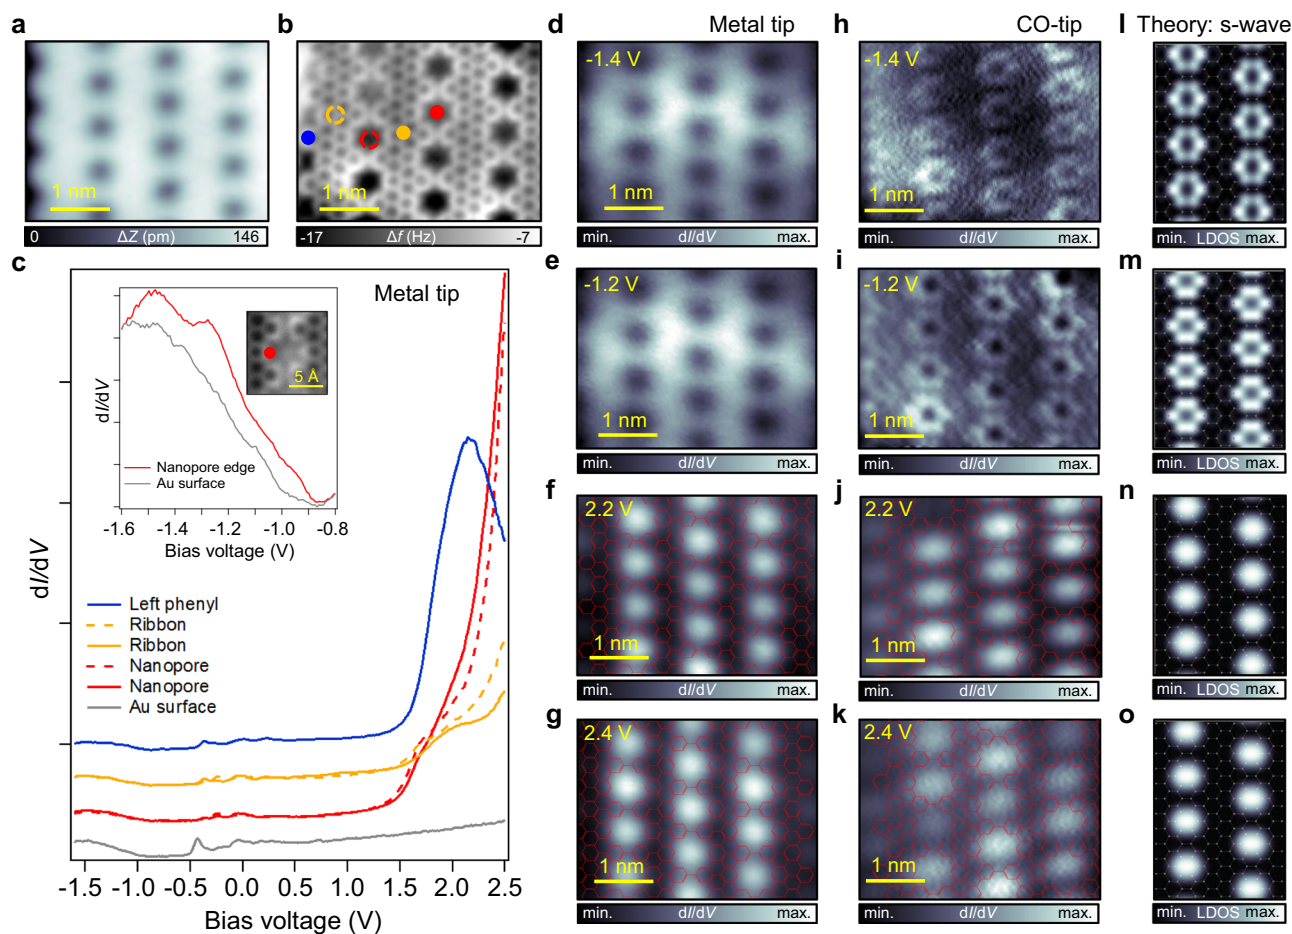 a
1 nm
0 ΔZ (pm) 146
b
1 nm
-17 Δf (Hz) -7
c
Metal tip
dI/dV
5 Å
Nanopore edge
Au surface
-1.6 -1.4 -1.2 -1.0 -0.8
Bias voltage (V)
dI/dV
Left phenyl
Ribbon
Ribbon
Nanopore
Nanopore
Au surface
-1.5 -1.0 -0.5 0.0 0.5 1.0 1.5 2.0 2.5
Bias voltage (V)
d Metal tip
-1.4 V
1 nm
min. dI/dV max.
e
-1.2 V
1 nm
min. dI/dV max.
f
2.2 V
1 nm
min. dI/dV max.
g
2.4 V
1 nm
min. dI/dV max.
h CO-tip
-1.4 V
1 nm
min. dI/dV max.
i
-1.2 V
1 nm
min. dI/dV max.
j
2.2 V
1 nm
min. dI/dV max.
k
2.4 V
1 nm
min. dI/dV max.
l Theory: s-wave
min. LDOS max.
m
min. LDOS max.
n
min. LDOS max.
o
min. LDOS max.